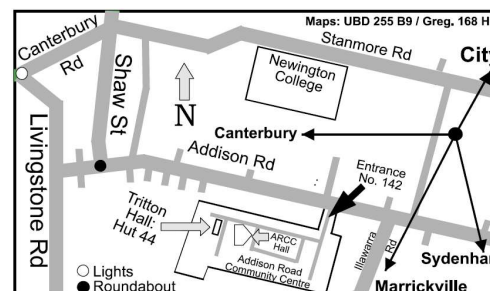 Maps: UBD 255 B9 / Greg. 168 H
Canterbury
Rd
Stanmore Rd
City
Shaw St
Newington
College
N
Canterbury
Livingstone Rd
Addison Rd
Entrance
No. 142
Tritton
Hall:
Hut 44
ARCC
Hall
Addison Road
Community Centre
Illawarra
Rd
Sydenham
Lights
Roundabout
Marrickville